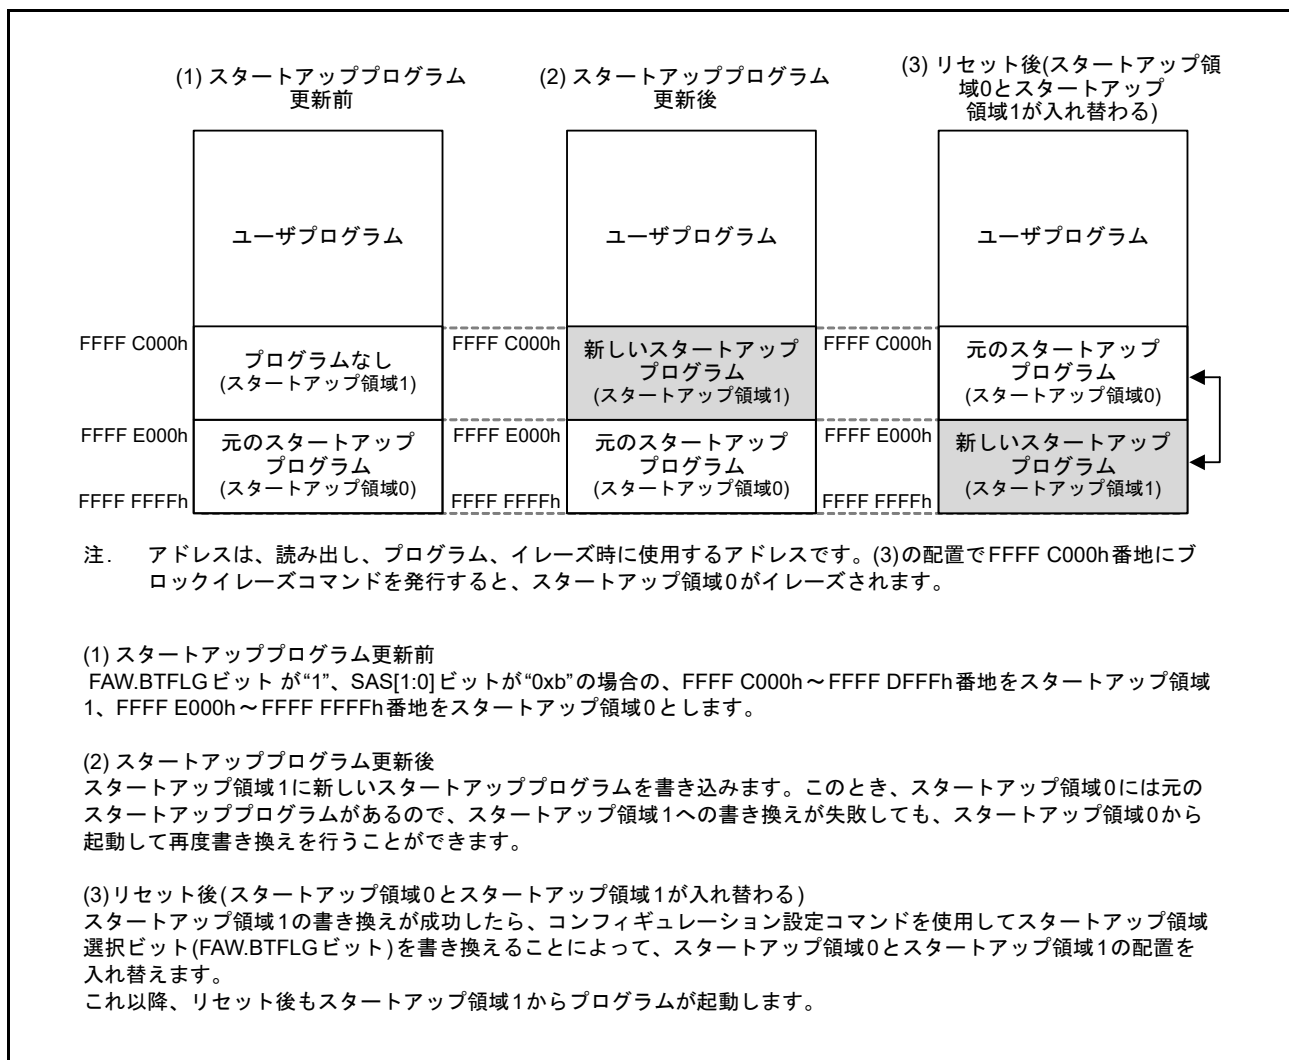 (1) スタートアッププログラム
更新前
(2) スタートアッププログラム
更新後
(3) リセット後(スタートアップ領
域0とスタートアップ
領域1が入れ替わる)
ユーザプログラム
ユーザプログラム
ユーザプログラム
FFFF C000h
プログラムなし
(スタートアップ領域1)
FFFF C000h
新しいスタートアップ
プログラム
(スタートアップ領域1)
FFFF C000h
元のスタートアップ
プログラム
(スタートアップ領域0)
FFFF E000h
元のスタートアップ
プログラム
(スタートアップ領域0)
FFFF FFFFh
FFFF E000h
元のスタートアップ
プログラム
(スタートアップ領域0)
FFFF FFFFh
FFFF E000h
新しいスタートアップ
プログラム
(スタートアップ領域1)
FFFF FFFFh
注. アドレスは、読み出し、プログラム、イレーズ時に使用するアドレスです。(3)の配置でFFFF C000h番地にブ
ロックイレーズコマンドを発行すると、スタートアップ領域0がイレーズされます。
(1) スタートアッププログラム更新前
FAW.BTFLGビット が“1”、SAS[1:0]ビットが“0xb”の場合の、FFFF C000h～FFFF DFFFh番地をスタートアップ領域
1、FFFF E000h～FFFF FFFFh番地をスタートアップ領域0とします。
(2) スタートアッププログラム更新後
スタートアップ領域1に新しいスタートアッププログラムを書き込みます。このとき、スタートアップ領域0には元の
スタートアッププログラムがあるので、スタートアップ領域1への書き換えが失敗しても、スタートアップ領域0から
起動して再度書き換えを行うことができます。
(3)リセット後(スタートアップ領域0とスタートアップ領域1が入れ替わる)
スタートアップ領域1の書き換えが成功したら、コンフィギュレーション設定コマンドを使用してスタートアップ領域
選択ビット(FAW.BTFLGビット)を書き換えることによって、スタートアップ領域0とスタートアップ領域1の配置を
入れ替えます。
これ以降、リセット後もスタートアップ領域1からプログラムが起動します。